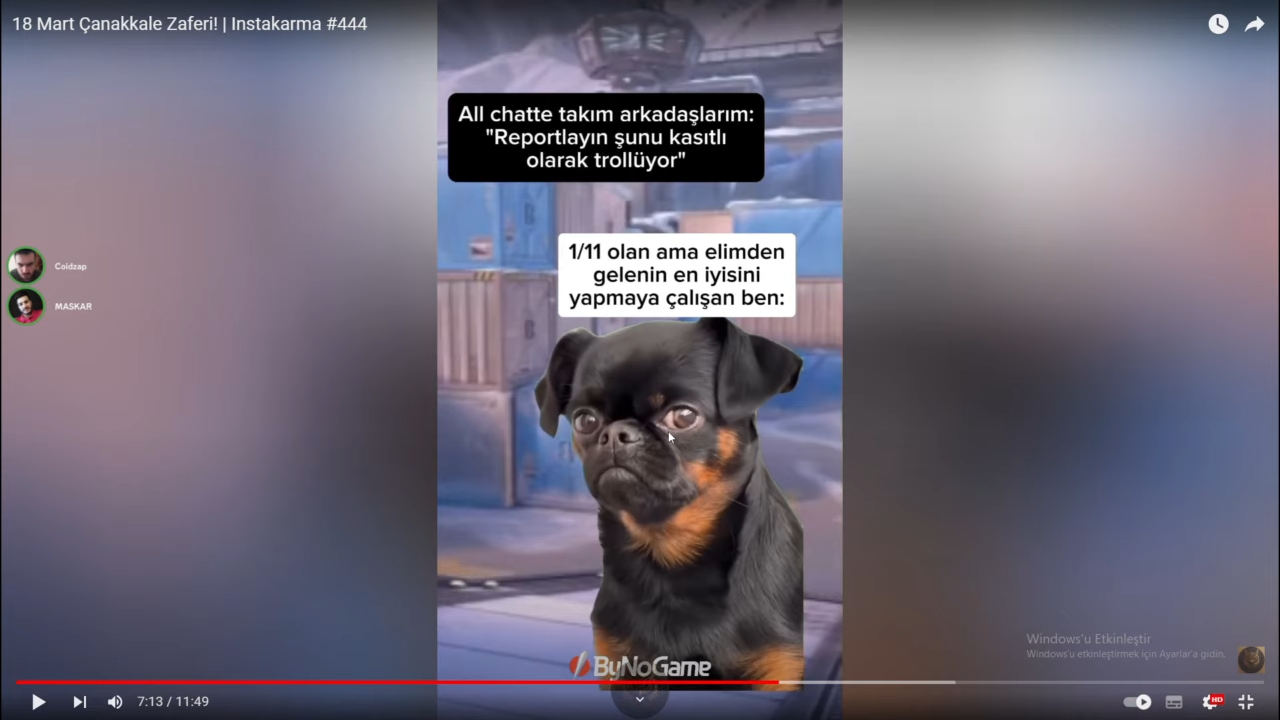 18 Mart Çanakkale Zaferi! | Instakarma #444
All chatte takım arkadaşlarım:
"Reportlayın şunu kasıtlı
olarak trollüyor"
1/11 olan ama elimden
gelenin en iyisini
yapmaya çalışan ben:
Coldzap
MASKAR
ByNoGame
Windows'u Etkinleştir
Windows'u etkinleştirmek için Ayarlar'a gidin.
7:13 / 11:49
HD